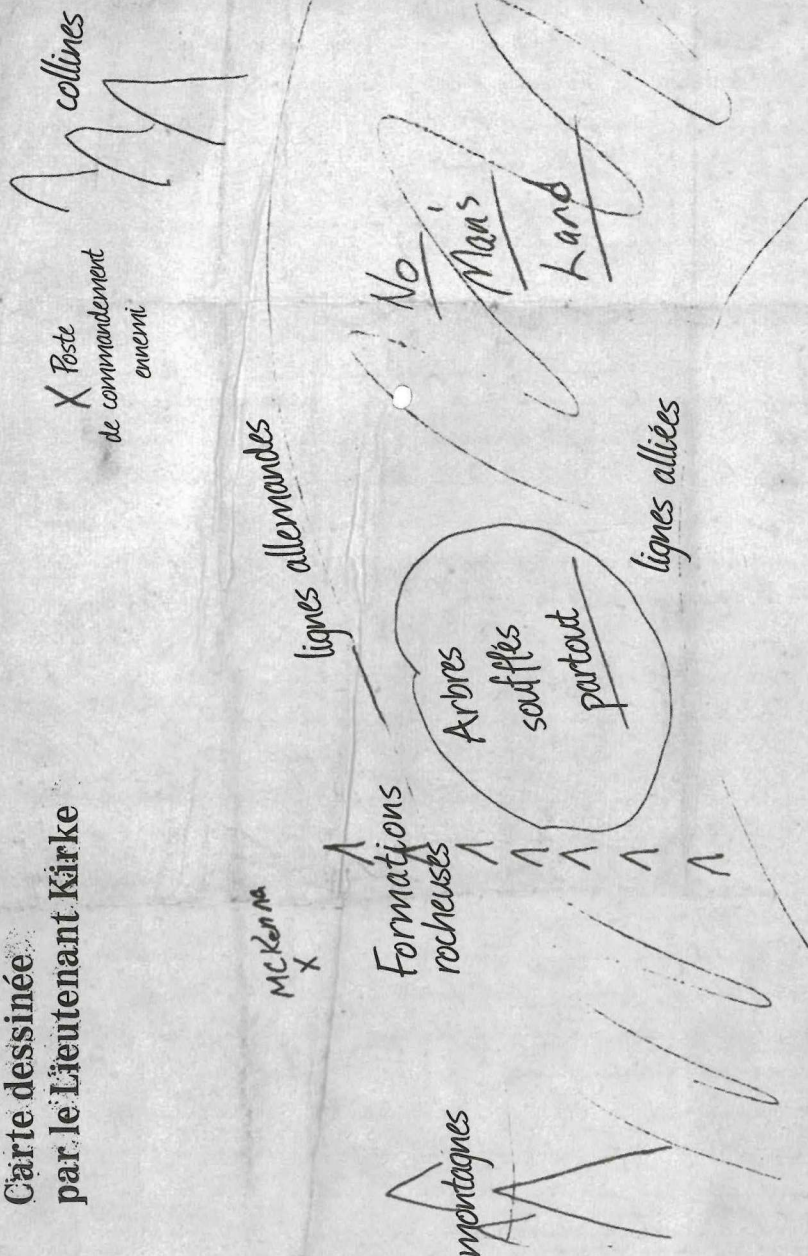 Carte dessinée
par le Lieutenant Kirke
collines
X Poste
de commandement
ennemi
McKenna
X
lignes allemandes
No
Man's
Land
Formations
rocheuses
Arbres
soufflés
partout
montagnes
lignes alliées